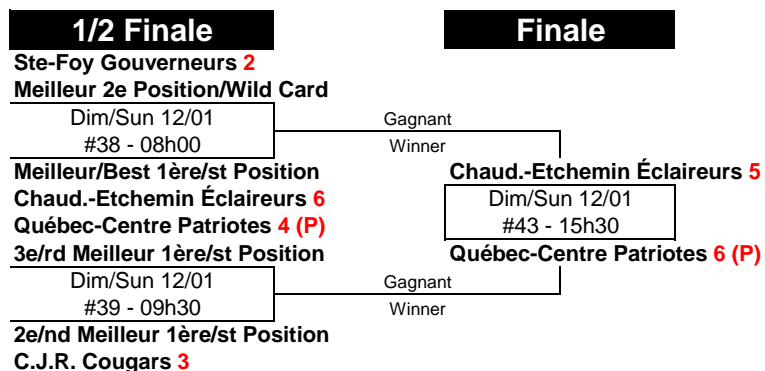 1/2 Finale
Finale
Ste-Foy Gouverneurs 2
Meilleur 2e Position/Wild Card
Dim/Sun 12/01
#38 - 08h00
Gagnant
Winner
Meilleur/Best 1ère/st Position
Chaud.-Etchemin Éclaireurs 6
Québec-Centre Patriotes 4 (P)
3e/rd Meilleur 1ère/st Position
Chaud.-Etchemin Éclaireurs 5
Dim/Sun 12/01
#43 - 15h30
Québec-Centre Patriotes 6 (P)
Dim/Sun 12/01
#39 - 09h30
Gagnant
Winner
2e/nd Meilleur 1ère/st Position
C.J.R. Cougars 3